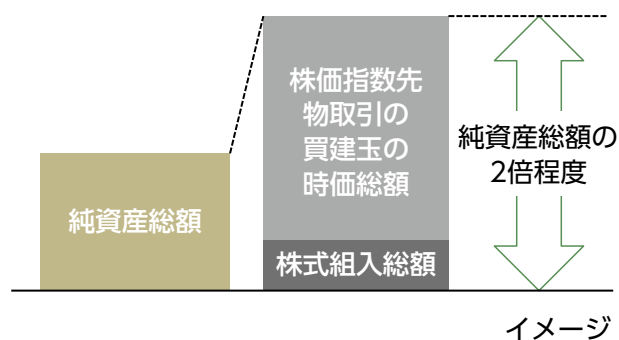 株価指数先
物取引の
買建玉の
時価総額
純資産総額の
2倍程度
純資産総額
株式組入総額
イメージ